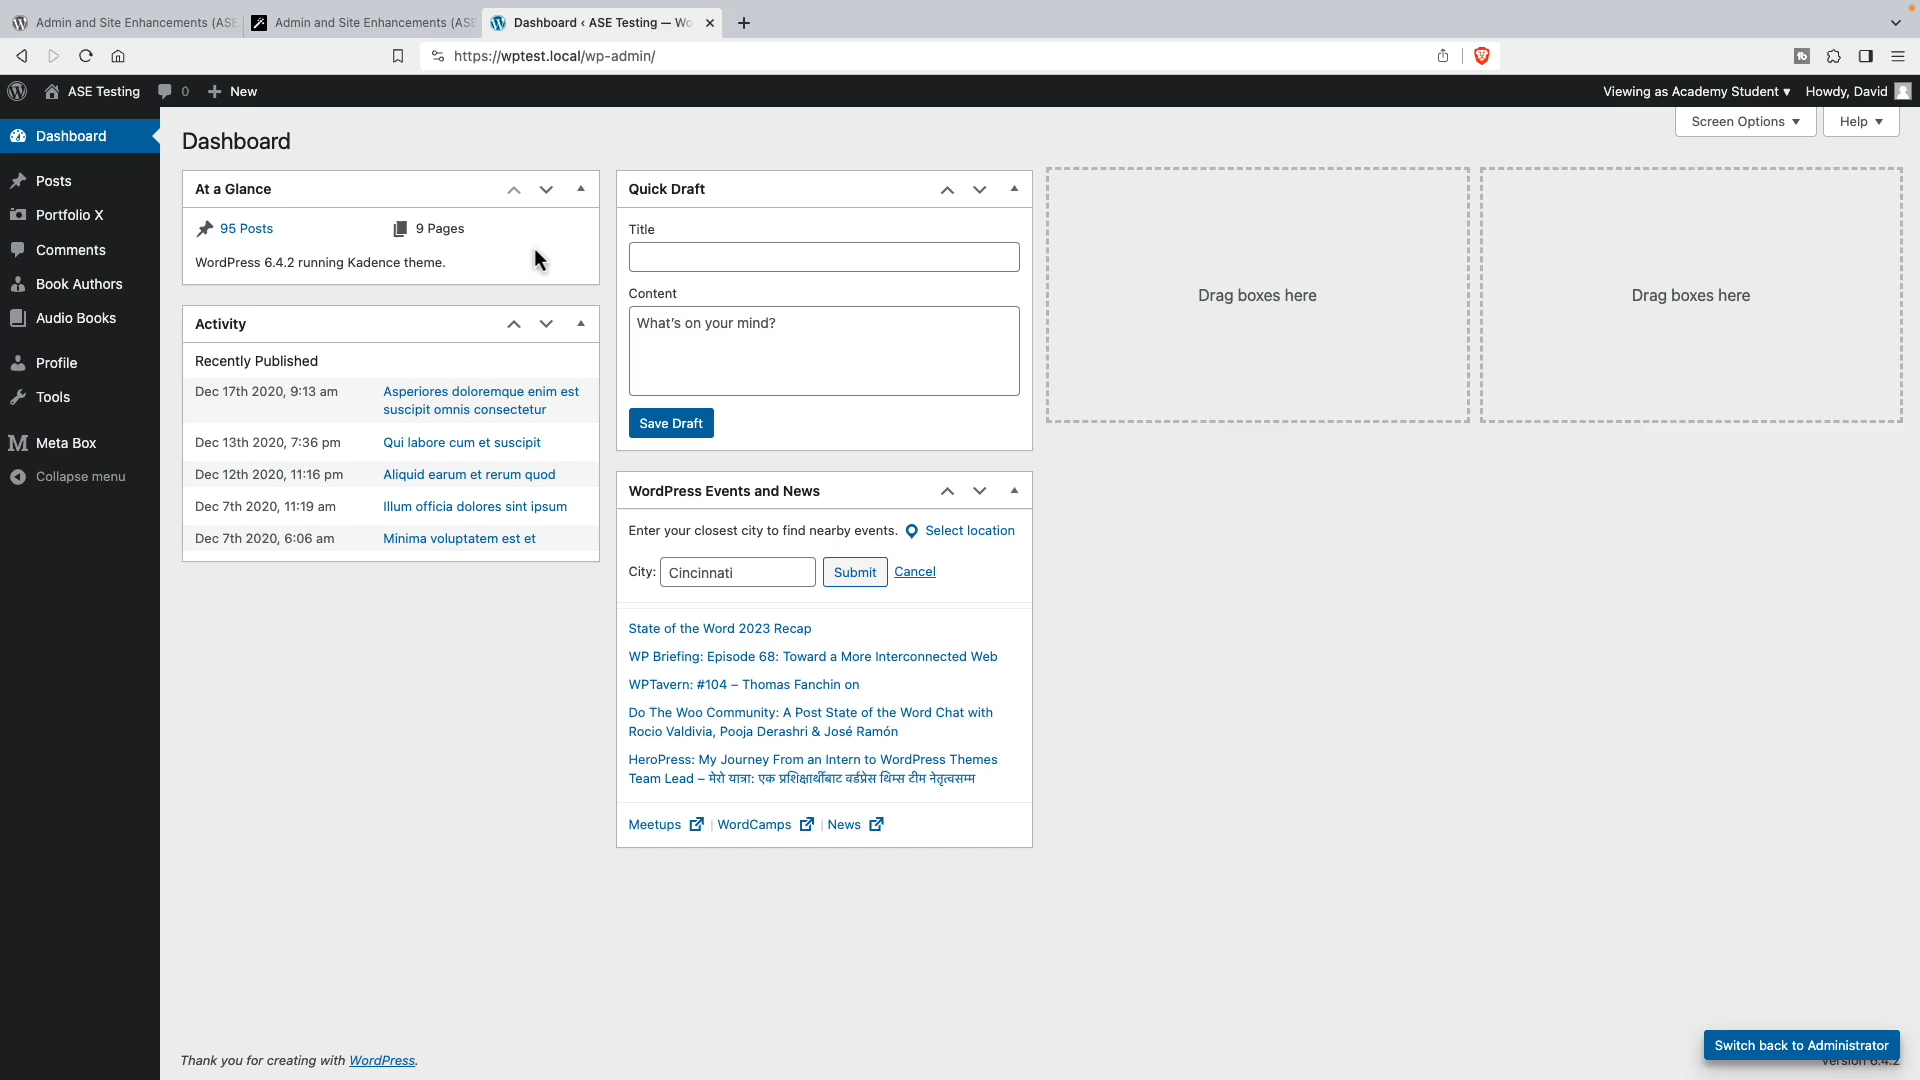 Admin and Site Enhancements (ASE
Admin and Site Enhancements (ASE
Dashboard ‹ ASE Testing — Wo
https://wptest.local/wp-admin/
ASE Testing
0
New
Viewing as Academy Student ▾
Howdy, David
Dashboard
Posts
Portfolio X
Comments
Book Authors
Audio Books
Profile
Tools
Meta Box
Collapse menu
Screen Options
Help
Dashboard
At a Glance
95 Posts
9 Pages
WordPress 6.4.2 running Kadence theme.
Activity
Recently Published
Dec 17th 2020, 9:13 am
Asperiores doloremque enim est
suscipit omnis consectetur
Dec 13th 2020, 7:36 pm
Qui labore cum et suscipit
Dec 12th 2020, 11:16 pm
Aliquid earum et rerum quod
Dec 7th 2020, 11:19 am
Illum officia dolores sint ipsum
Dec 7th 2020, 6:06 am
Minima voluptatem est et
Quick Draft
Title
Content
What's on your mind?
Save Draft
WordPress Events and News
Enter your closest city to find nearby events.
Select location
City:
Cincinnati
Submit
Cancel
State of the Word 2023 Recap
WP Briefing: Episode 68: Toward a More Interconnected Web
WPTavern: #104 – Thomas Fanchin on
Do The Woo Community: A Post State of the Word Chat with
Rocio Valdivia, Pooja Derashri & José Ramón
HeroPress: My Journey From an Intern to WordPress Themes
Team Lead – मेरो यात्रा: एक प्रशिक्षार्थीबाट वर्डप्रेस थिम्स टीम नेतृत्वसम्म
Meetups | WordCamps | News
Drag boxes here
Drag boxes here
Thank you for creating with WordPress.
Switch back to Administrator
Version 6.4.2